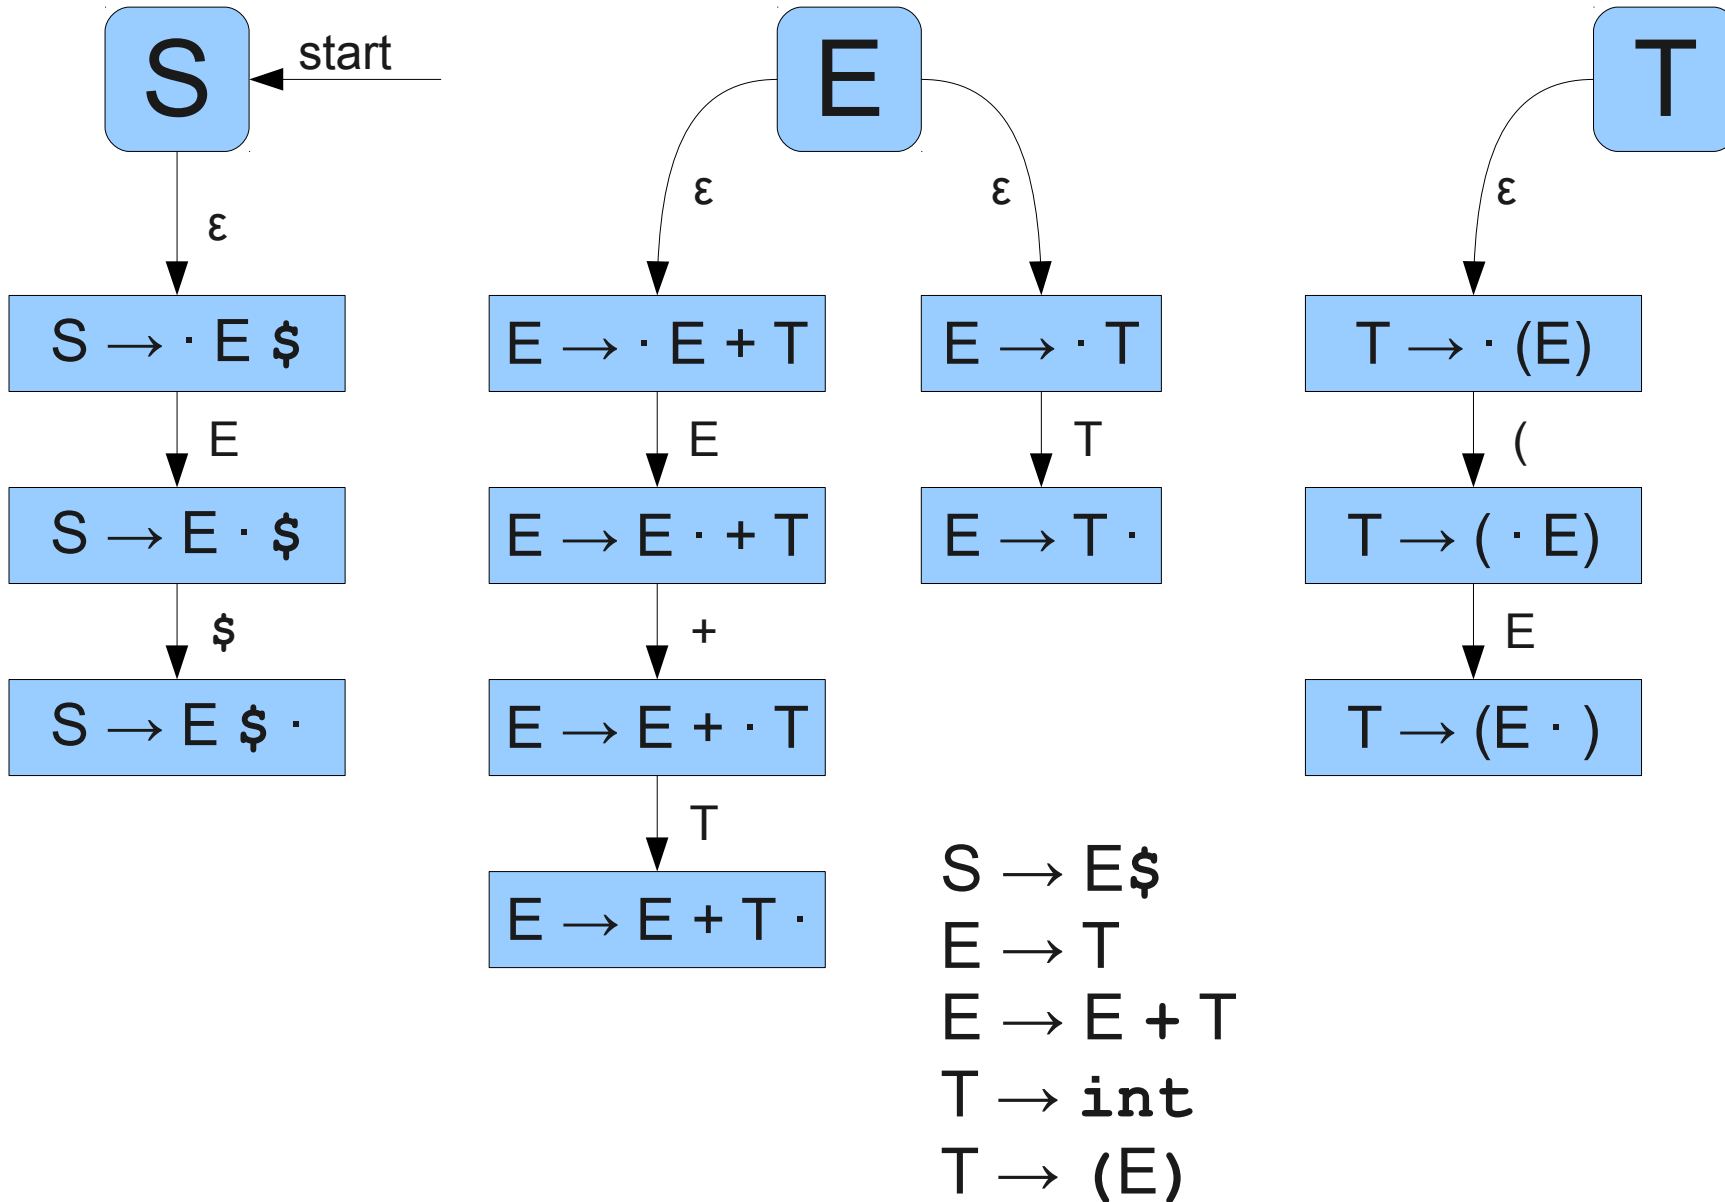 S start E T
ε ε ε ε
S → · E $ E → · E + T E → · T T → · (E)
E E T (
S → E · $ E → E · + T E → T · T → ( · E)
$ + E
S → E $ · E → E + · T T → (E · )
T
E → E + T ·
S → E$
E → T
E → E + T
T → int
T → (E)